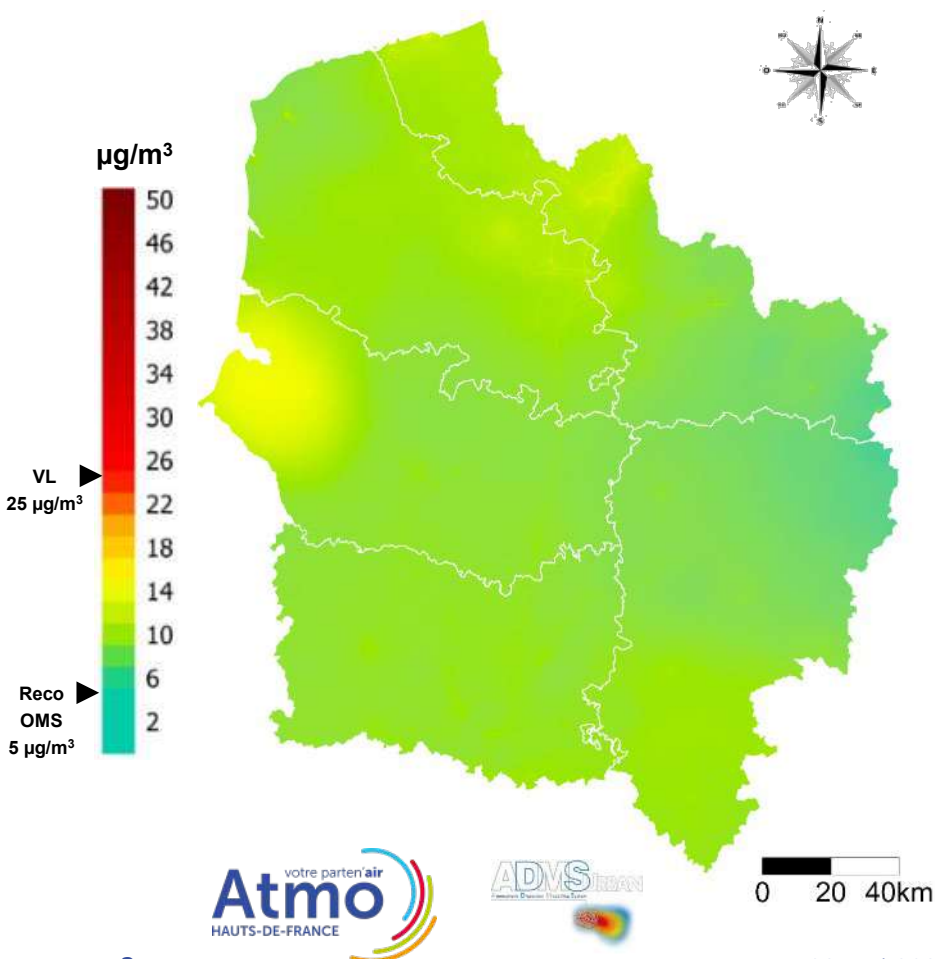 N
O
E
S
µg/m³
50
46
42
38
34
30
26
22
18
14
10
6
2
VL
25 µg/m³
Reco
OMS
5 µg/m³
votre parten'air
Atmo
HAUTS-DE-FRANCE
ADMS URBAN
0 20 40km